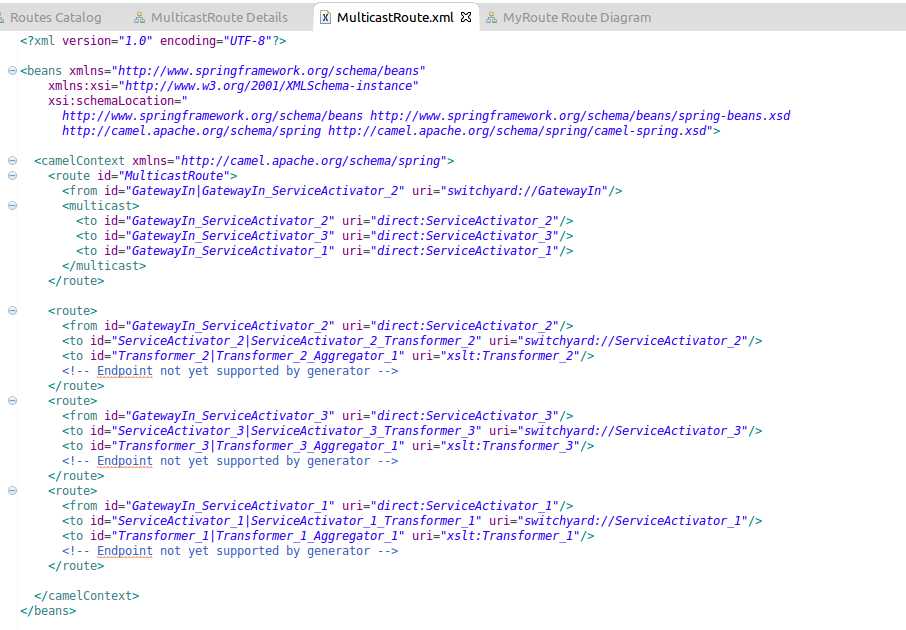 Routes Catalog MulticastRoute Details MulticastRoute.xml MyRoute Route Diagram
<?xml version="1.0" encoding="UTF-8"?>
<beans xmlns="http://www.springframework.org/schema/beans"
xmlns:xsi="http://www.w3.org/2001/XMLSchema-instance"
xsi:schemaLocation="
http://www.springframework.org/schema/beans http://www.springframework.org/schema/beans/spring-beans.xsd
http://camel.apache.org/schema/spring http://camel.apache.org/schema/spring/camel-spring.xsd">
<camelContext xmlns="http://camel.apache.org/schema/spring">
<route id="MulticastRoute">
<from id="GatewayIn|GatewayIn_ServiceActivator_2" uri="switchyard://GatewayIn"/>
<multicast>
<to id="GatewayIn_ServiceActivator_2" uri="direct:ServiceActivator_2"/>
<to id="GatewayIn_ServiceActivator_3" uri="direct:ServiceActivator_3"/>
<to id="GatewayIn_ServiceActivator_1" uri="direct:ServiceActivator_1"/>
</multicast>
</route>
<route>
<from id="GatewayIn_ServiceActivator_2" uri="direct:ServiceActivator_2"/>
<to id="ServiceActivator_2|ServiceActivator_2_Transformer_2" uri="switchyard://ServiceActivator_2"/>
<to id="Transformer_2|Transformer_2_Aggregator_1" uri="xslt:Transformer_2"/>
<!-- Endpoint not yet supported by generator -->
</route>
<route>
<from id="GatewayIn_ServiceActivator_3" uri="direct:ServiceActivator_3"/>
<to id="ServiceActivator_3|ServiceActivator_3_Transformer_3" uri="switchyard://ServiceActivator_3"/>
<to id="Transformer_3|Transformer_3_Aggregator_1" uri="xslt:Transformer_3"/>
<!-- Endpoint not yet supported by generator -->
</route>
<route>
<from id="GatewayIn_ServiceActivator_1" uri="direct:ServiceActivator_1"/>
<to id="ServiceActivator_1|ServiceActivator_1_Transformer_1" uri="switchyard://ServiceActivator_1"/>
<to id="Transformer_1|Transformer_1_Aggregator_1" uri="xslt:Transformer_1"/>
<!-- Endpoint not yet supported by generator -->
</route>
</camelContext>
</beans>